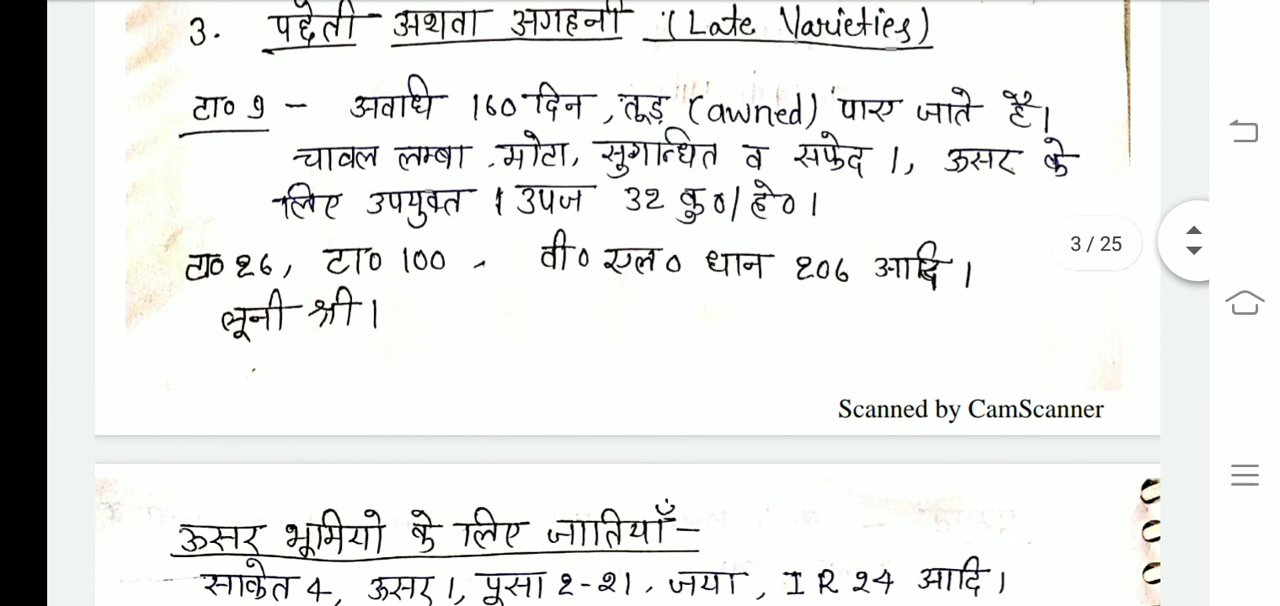 3. पछेती अथवा अगहनी (Late Varieties)
टा० 9 – अवधि 160 दिन, तूड़ (awned) पाए जाते है।
चावल लम्बा, मोटा, सुगन्धित व सफेद।, ऊसर के
लिए उपयुक्त। उपज 32 कु०/हे०।
टा० 26, टा० 100, वी० एल० धान 206 आदि।
लूनी श्री।
3 / 25
Scanned by CamScanner
ऊसर भूमियो के लिए जातियाँ –
साकेत 4, ऊसर 1, पूसा 2-21, जया, IR 24 आदि।